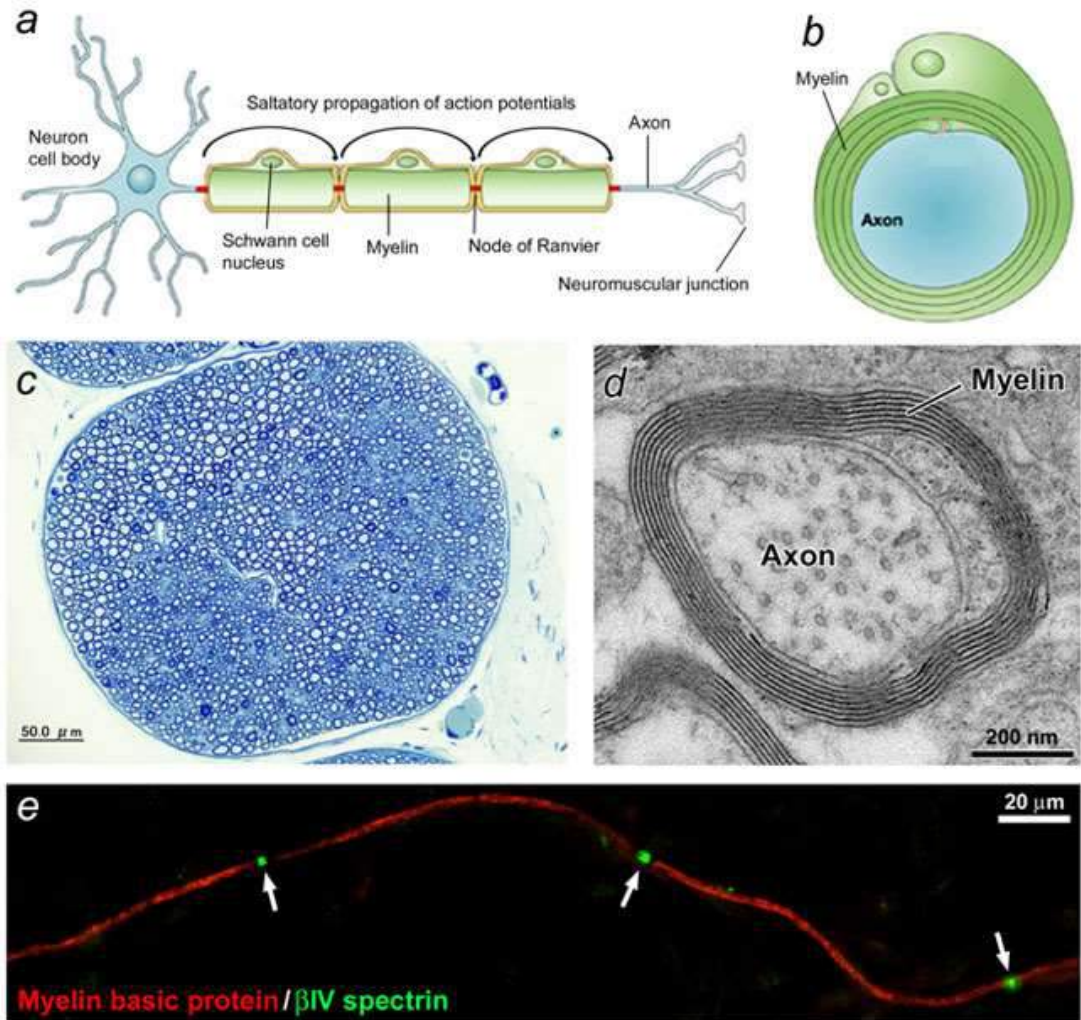 a
Saltatory propagation of action potentials
Neuron
cell body
Axon
Schwann cell
nucleus
Myelin
Node of Ranvier
Neuromuscular junction
b
Myelin
Axon
c
50.0 μm
d
Myelin
Axon
200 nm
e
20 μm
Myelin basic protein/βIV spectrin